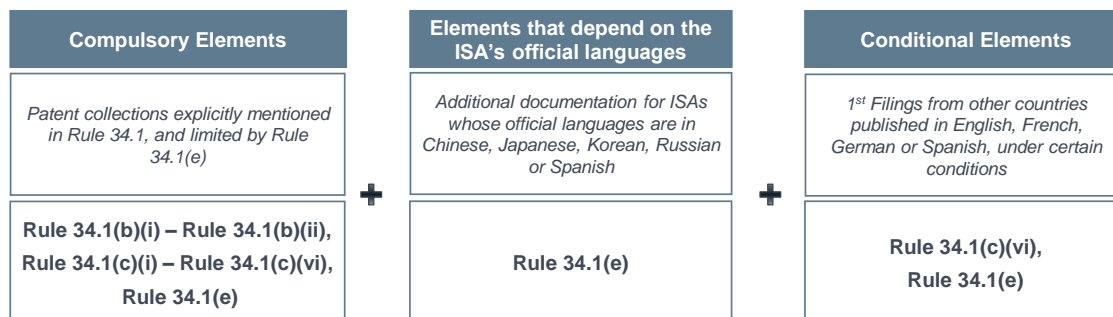 Compulsory Elements
Patent collections explicitly mentioned
in Rule 34.1, and limited by Rule
34.1(e)
Rule 34.1(b)(i) – Rule 34.1(b)(ii),
Rule 34.1(c)(i) – Rule 34.1(c)(vi),
Rule 34.1(e)
+
Elements that depend on the
ISA's official languages
Additional documentation for ISAs
whose official languages are in
Chinese, Japanese, Korean, Russian
or Spanish
Rule 34.1(e)
+
Conditional Elements
1st Filings from other countries
published in English, French,
German or Spanish, under certain
conditions
Rule 34.1(c)(vi),
Rule 34.1(e)